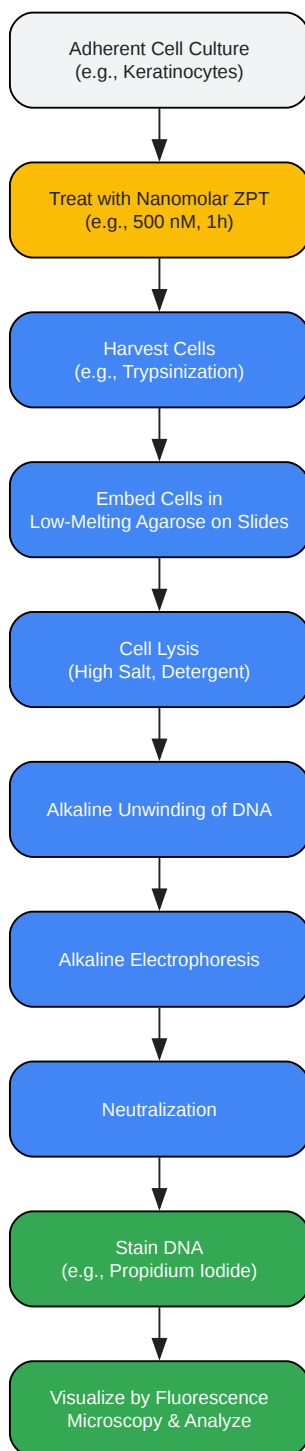 Adherent Cell Culture
(e.g., Keratinocytes)
Treat with Nanomolar ZPT
(e.g., 500 nM, 1h)
Harvest Cells
(e.g., Trypsinization)
Embed Cells in
Low-Melting Agarose on Slides
Cell Lysis
(High Salt, Detergent)
Alkaline Unwinding of DNA
Alkaline Electrophoresis
Neutralization
Stain DNA
(e.g., Propidium Iodide)
Visualize by Fluorescence
Microscopy & Analyze